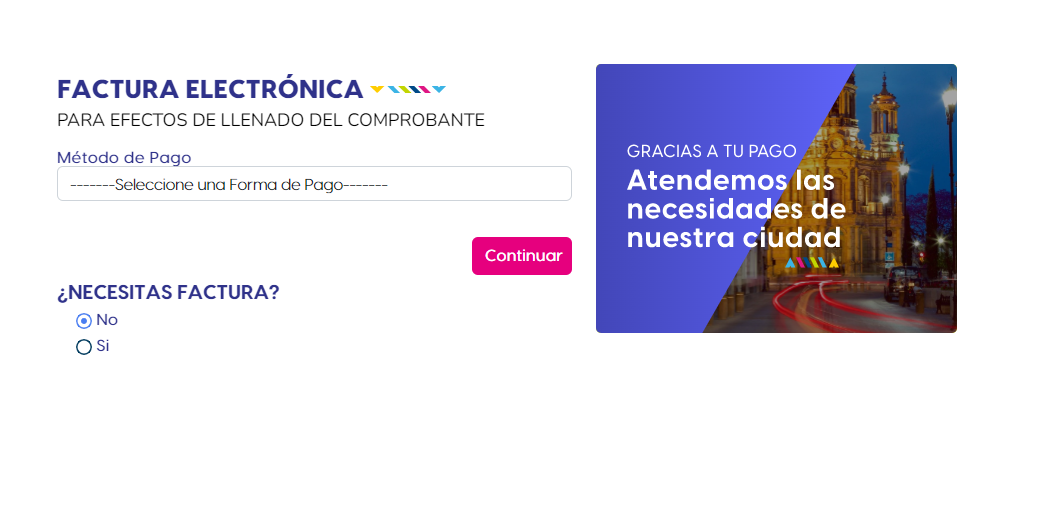 FACTURA ELECTRÓNICA
PARA EFECTOS DE LLENADO DEL COMPROBANTE
Método de Pago
-------Seleccione una Forma de Pago-------
Continuar
¿NECESITAS FACTURA?
No
Si
GRACIAS A TU PAGO
Atendemos las
necesidades de
nuestra ciudad